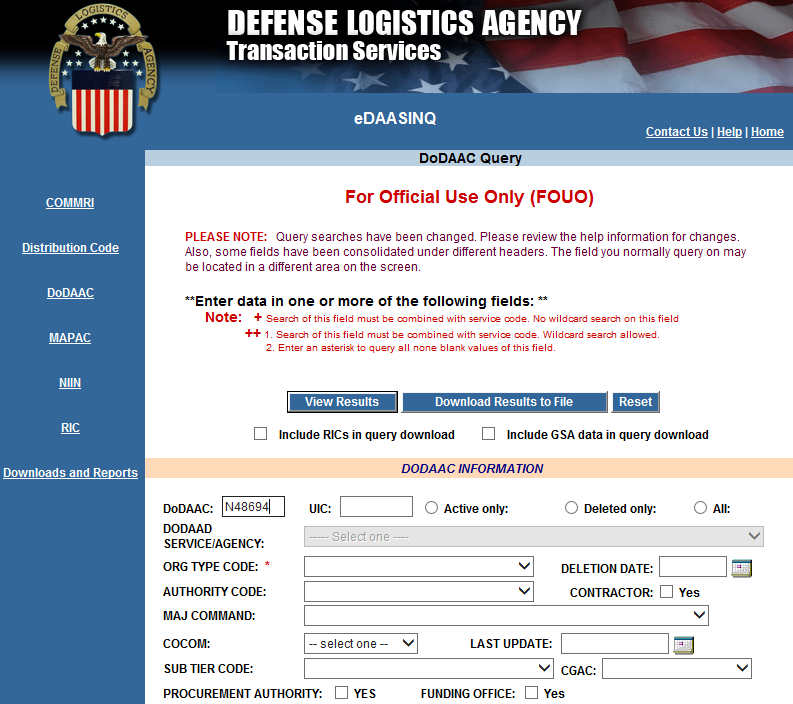 DEFENSE LOGISTICS AGENCY
DEFENSE LOGISTICS AGENCY
Transaction Services
eDAASINQ
Contact Us | Help | Home
DoDAAC Query
COMMRI
Distribution Code
DoDAAC
MAPAC
NIIN
RIC
Downloads and Reports
For Official Use Only (FOUO)
PLEASE NOTE: Query searches have been changed. Please review the help information for changes.
Also, some fields have been consolidated under different headers. The field you normally query on may
be located in a different area on the screen.
**Enter data in one or more of the following fields: **
Note: + Search of this field must be combined with service code. No wildcard search on this field
++ 1. Search of this field must be combined with service code. Wildcard search allowed.
2. Enter an asterisk to query all none blank values of this field.
View Results Download Results to File Reset
Include RICs in query download Include GSA data in query download
DODAAC INFORMATION
DoDAAC: N48694 UIC: Active only: Deleted only: All:
DODAAD
SERVICE/AGENCY: ----- Select one ----
ORG TYPE CODE: * DELETION DATE:
AUTHORITY CODE: CONTRACTOR: Yes
MAJ COMMAND:
COCOM: -- select one -- LAST UPDATE:
SUB TIER CODE: CGAC:
PROCUREMENT AUTHORITY: YES FUNDING OFFICE: Yes